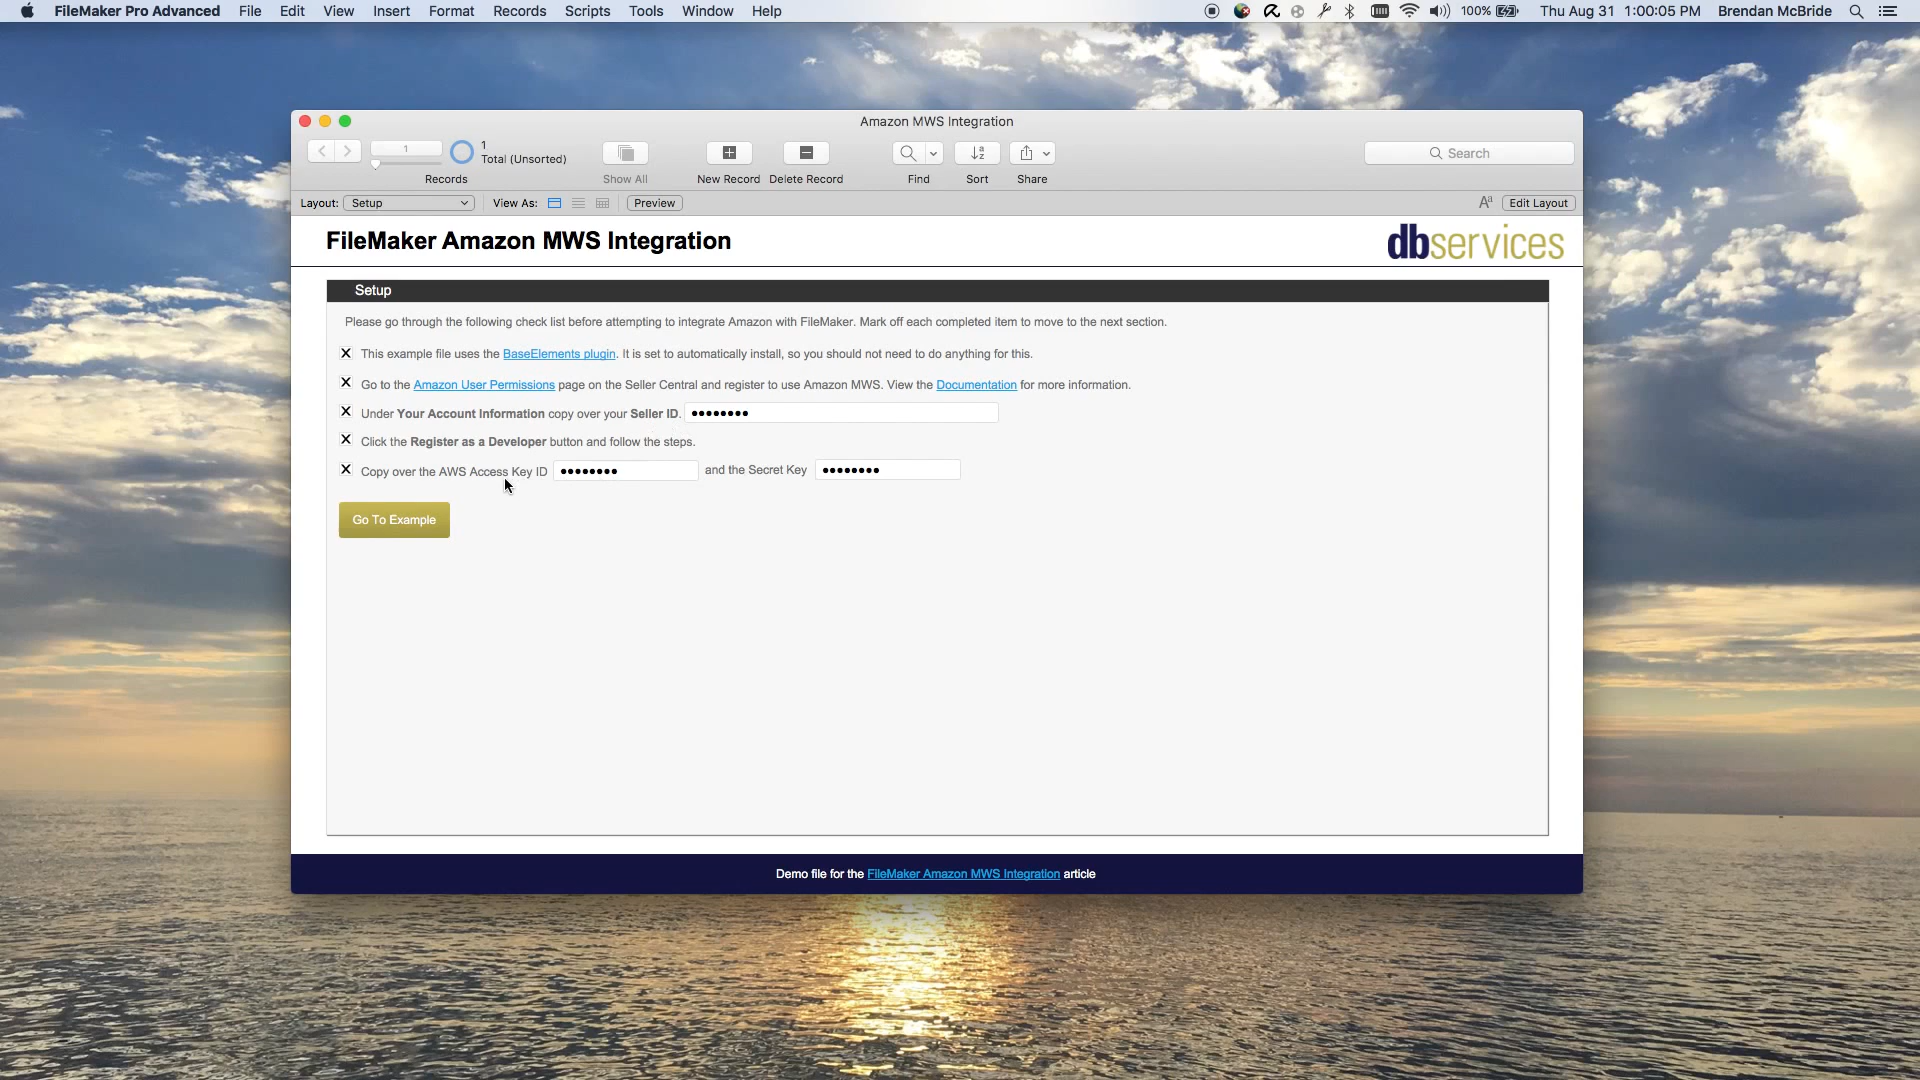 FileMaker Pro Advanced File Edit View Insert Format Records Scripts Tools Window Help 100% Thu Aug 31 1:00:05 PM Brendan McBride
Amazon MWS Integration
1 1 Total (Unsorted) Search
Records Show All New Record Delete Record Find Sort Share
Layout: Setup View As: Preview Aa Edit Layout
FileMaker Amazon MWS Integration dbservices
Setup
Please go through the following check list before attempting to integrate Amazon with FileMaker. Mark off each completed item to move to the next section.
X This example file uses the BaseElements plugin. It is set to automatically install, so you should not need to do anything for this.
X Go to the Amazon User Permissions page on the Seller Central and register to use Amazon MWS. View the Documentation for more information.
X Under Your Account Information copy over your Seller ID. ••••••••
X Click the Register as a Developer button and follow the steps.
X Copy over the AWS Access Key ID •••••••• and the Secret Key ••••••••
Go To Example
Demo file for the FileMaker Amazon MWS Integration article